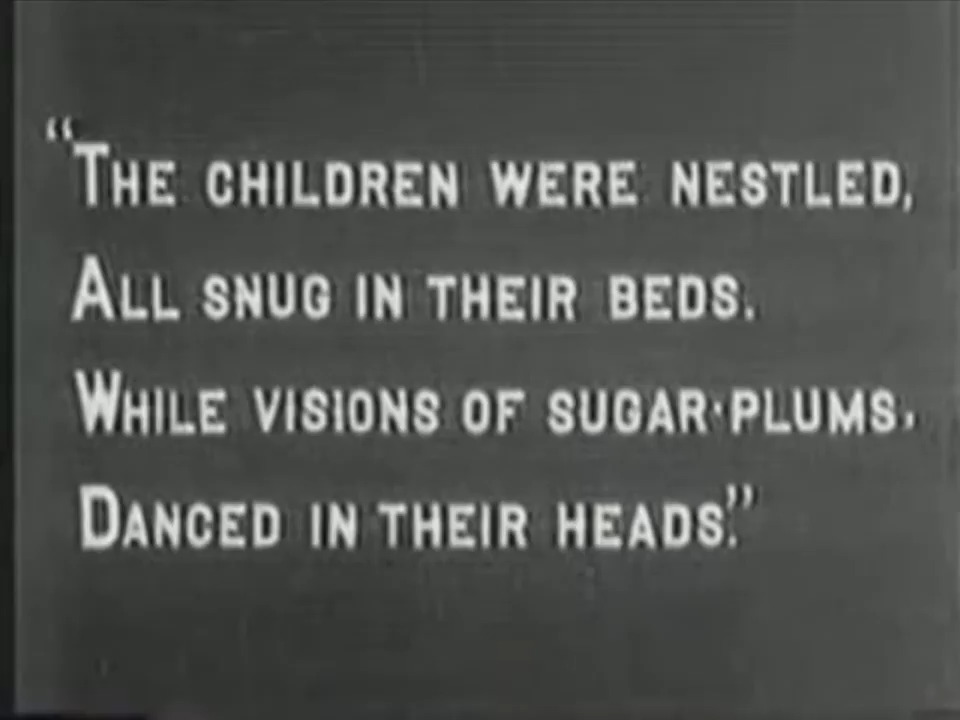 “The children were nestled,
All snug in their beds.
While visions of sugar-plums,
Danced in their heads.”